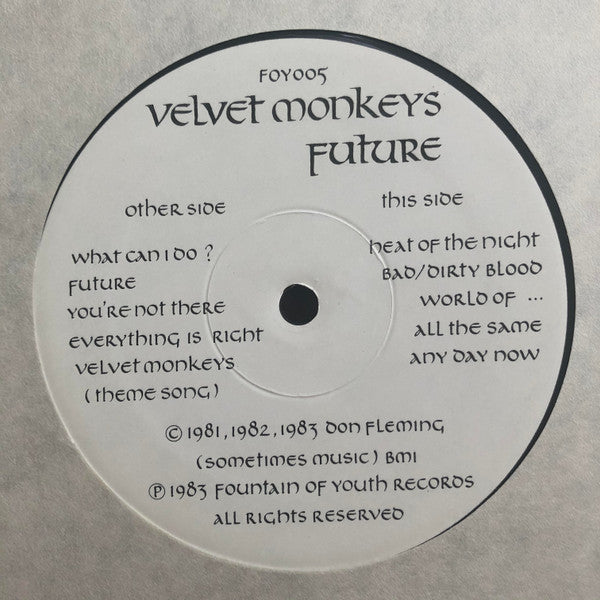 FOY005
Velvet Monkeys
Future
Other Side
What Can I Do?
Future
You're Not There
Everything Is Right
Velvet Monkeys
(Theme Song)
This Side
Heat of the Night
Bad/Dirty Blood
World of ...
All the Same
Any Day Now
© 1981, 1982, 1983 Don Fleming
(Sometimes Music) BMI
℗ 1983 Fountain of Youth Records
All Rights Reserved